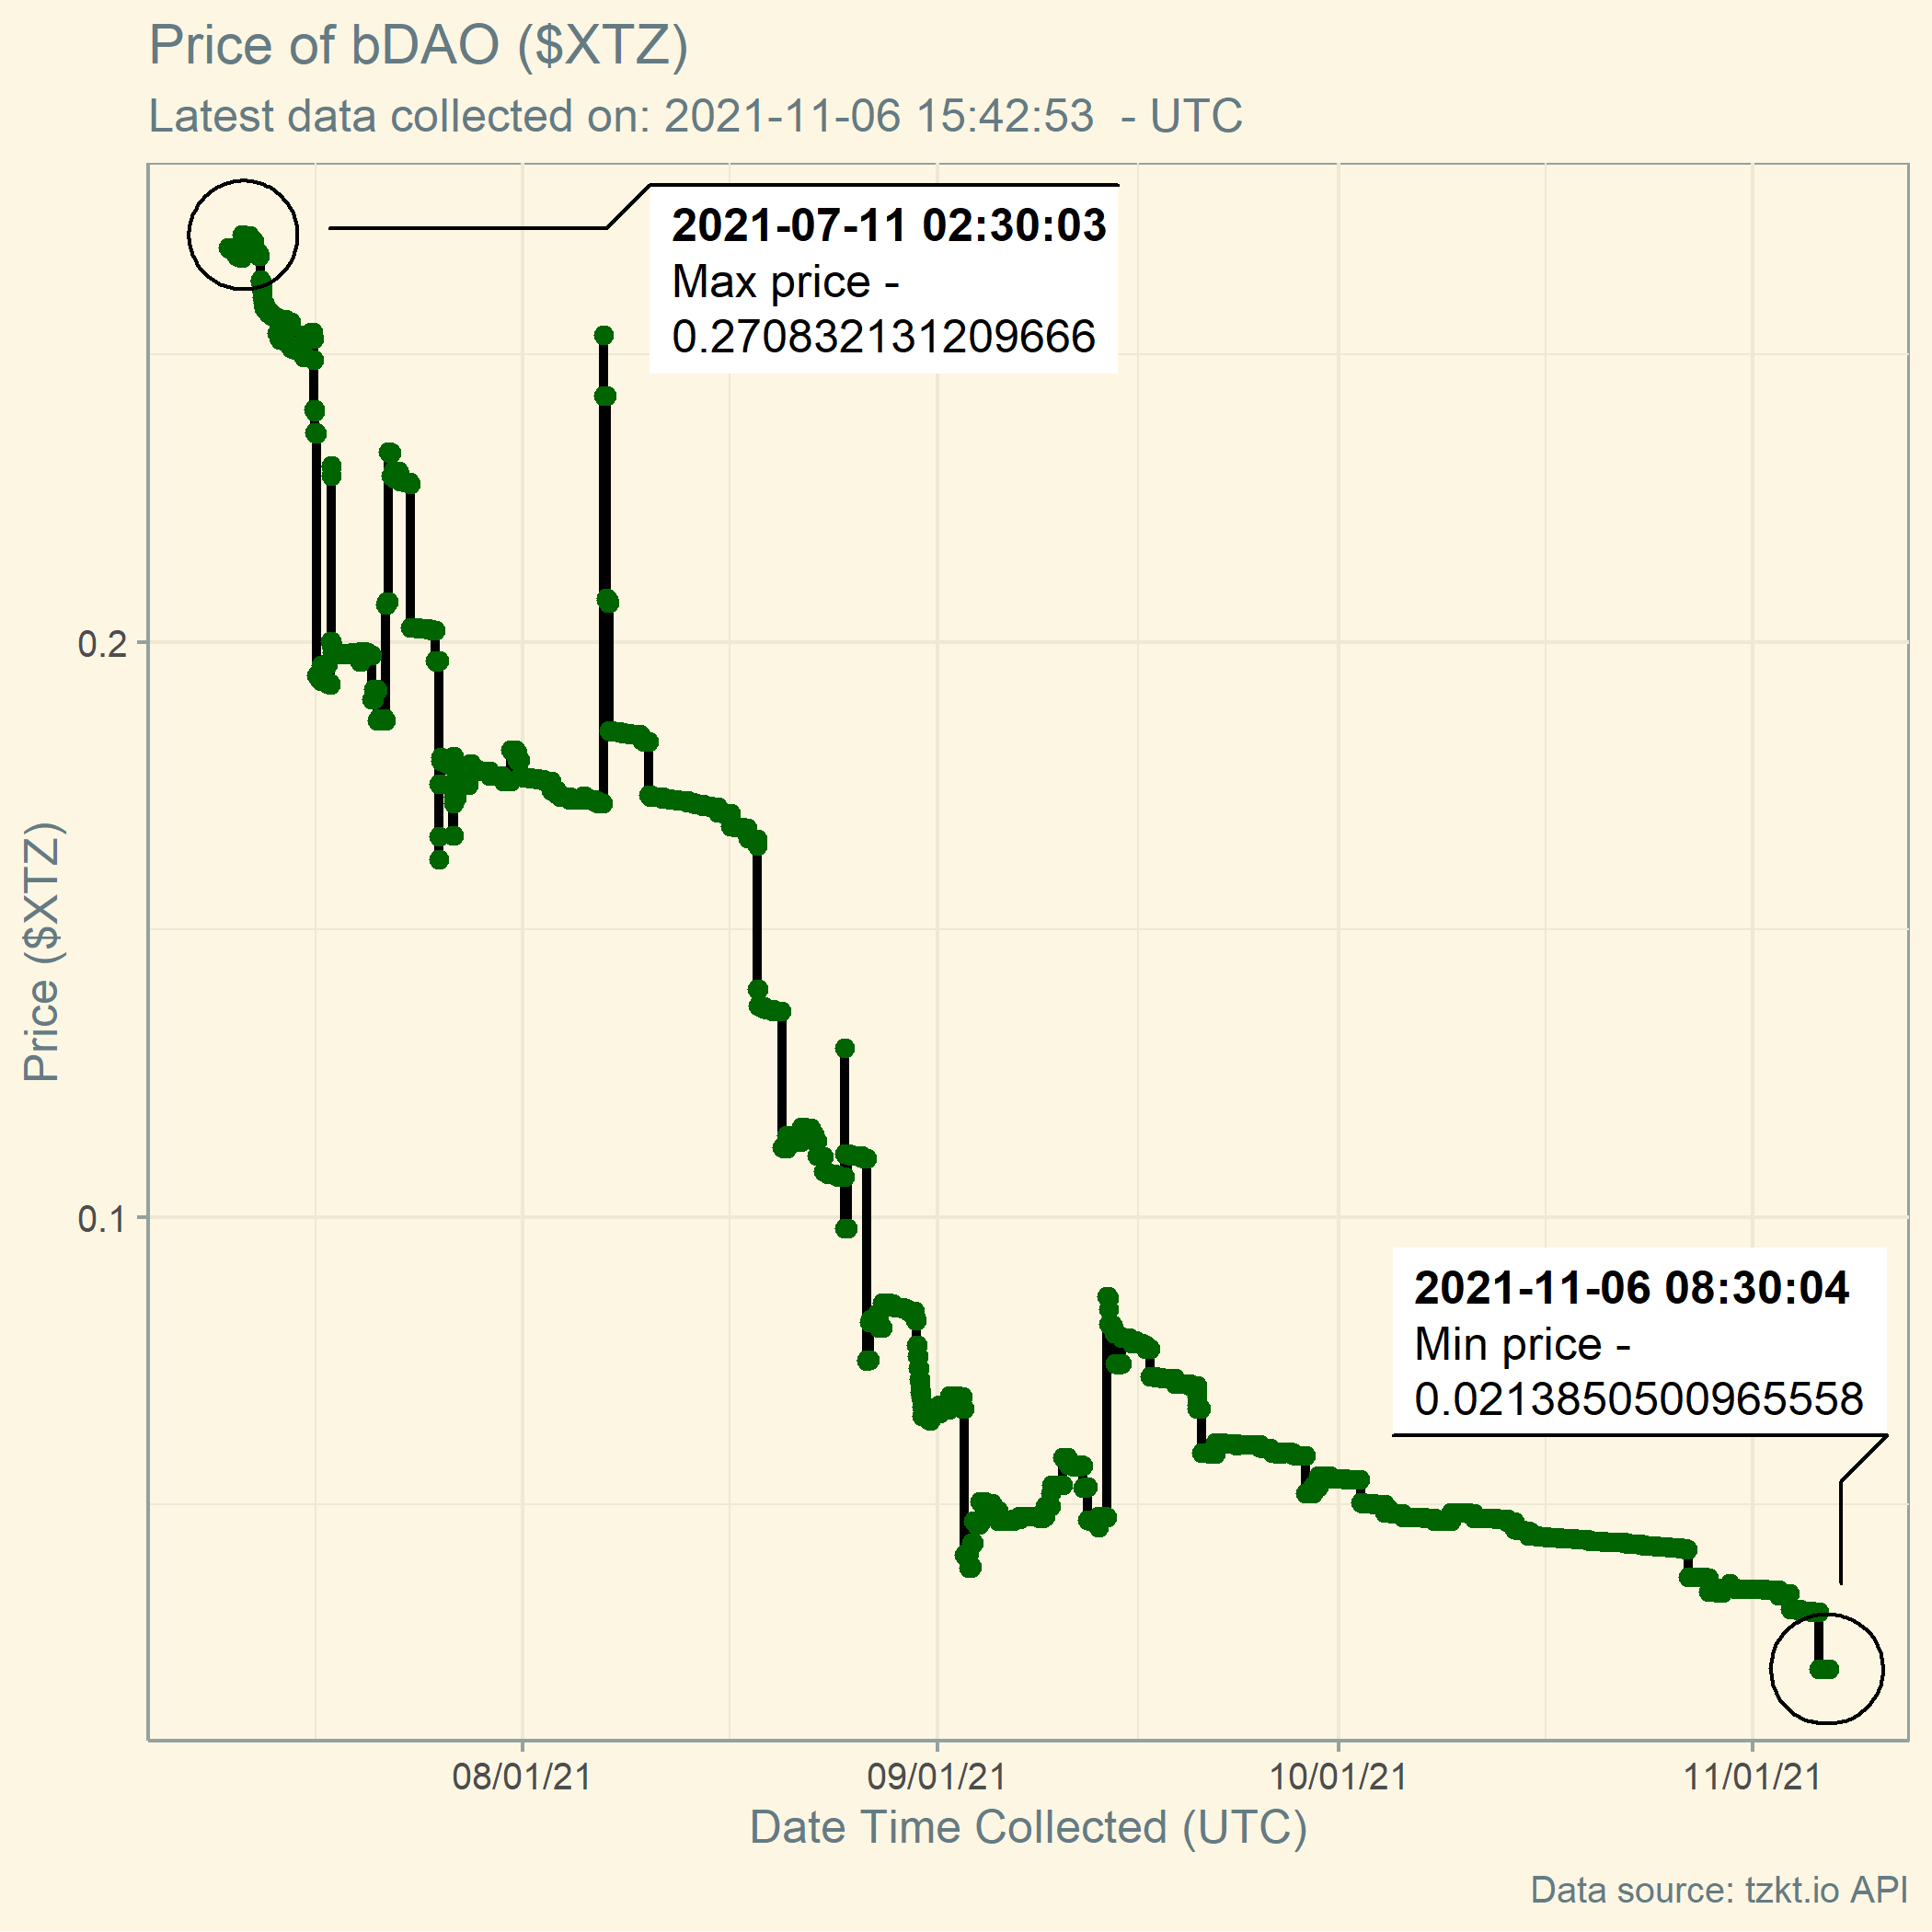 Price of bDAO ($XTZ)
Latest data collected on: 2021-11-06 15:42:53  - UTC
2021-07-11 02:30:03
Max price -
0.270832131209666
0.2
0.1
Price ($XTZ)
2021-11-06 08:30:04
Min price -
0.0213850500965558
08/01/21
09/01/21
10/01/21
11/01/21
Date Time Collected (UTC)
Data source: tzkt.io API